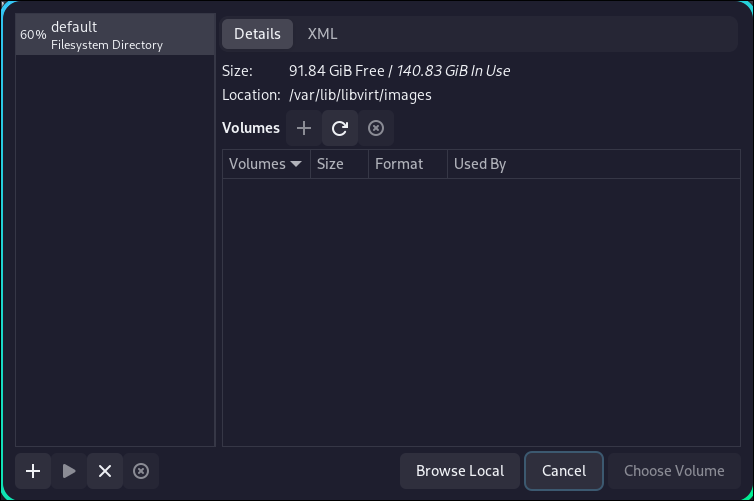 60% default
Filesystem Directory
Details XML
Size: 91.84 GiB Free / 140.83 GiB In Use
Location: /var/lib/libvirt/images
Volumes
Volumes Size Format Used By
Browse Local Cancel Choose Volume